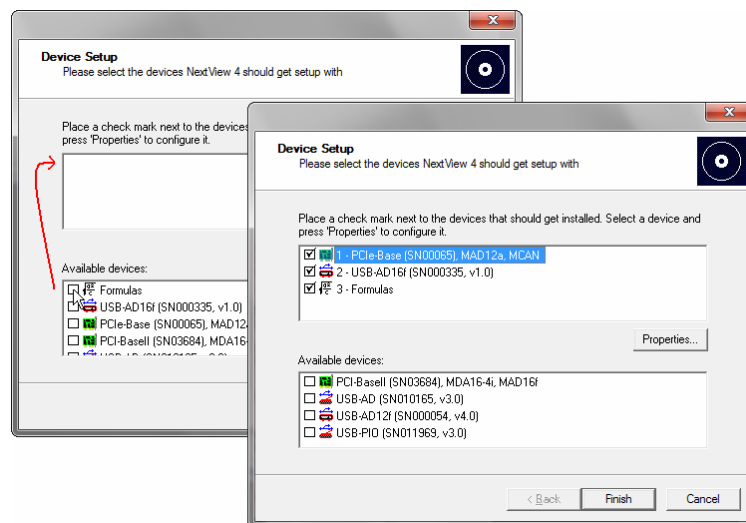 Device Setup
Please select the devices NextView 4 should get setup with
Place a check mark next to the devices
press 'Properties' to configure it.
Available devices:
Formulas
USB-AD16f (SN000335, v1.0)
PCIe-Base (SN00065), MAD12
PCI-BaseII (SN03684), MDA16-
Device Setup
Please select the devices NextView 4 should get setup with
Place a check mark next to the devices that should get installed. Select a device and
press 'Properties' to configure it.
1 - PCIe-Base (SN00065), MAD12a, MCAN
2 - USB-AD16f (SN000335, v1.0)
3 - Formulas
Properties...
Available devices:
PCI-BaseII (SN03684), MDA16-4i, MAD16f
USB-AD (SN010165, v3.0)
USB-AD12f (SN000054, v4.0)
USB-PIO (SN011969, v3.0)
< Back
Finish
Cancel